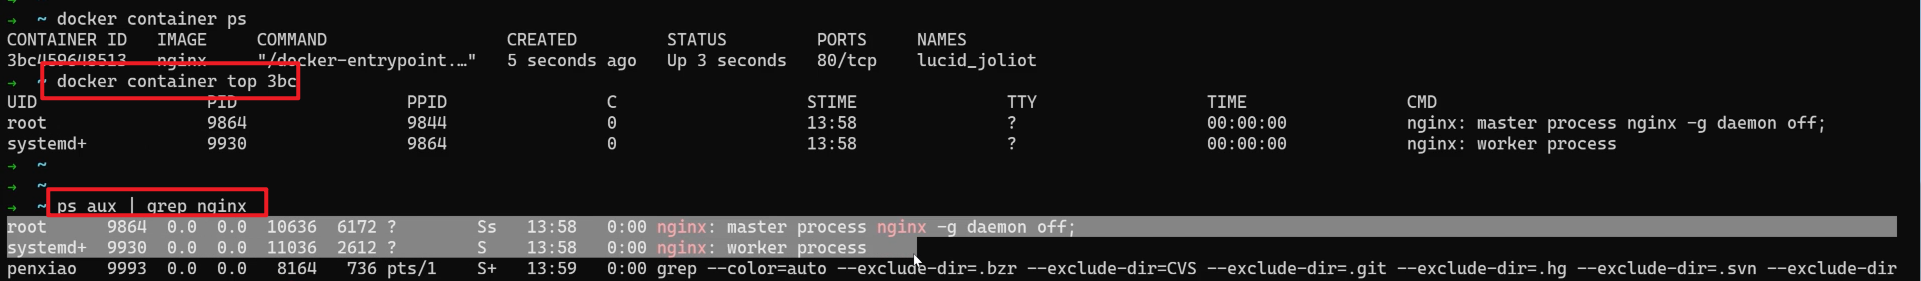 → ~ docker container ps
CONTAINER ID IMAGE COMMAND CREATED STATUS PORTS NAMES
3bc459648513 nginx "/docker-entrypoint.…" 5 seconds ago Up 3 seconds 80/tcp lucid_joliot
→ ~ docker container top 3bc
UID PID PPID C STIME TTY TIME CMD
root 9864 9844 0 13:58 ? 00:00:00 nginx: master process nginx -g daemon off;
systemd+ 9930 9864 0 13:58 ? 00:00:00 nginx: worker process
→ ~
→ ~
→ ~ ps aux | grep nginx
root 9864 0.0 0.0 10636 6172 ? Ss 13:58 0:00 nginx: master process nginx -g daemon off;
systemd+ 9930 0.0 0.0 11036 2612 ? S 13:58 0:00 nginx: worker process
penxiao 9993 0.0 0.0 8164 736 pts/1 S+ 13:59 0:00 grep --color=auto --exclude-dir=.bzr --exclude-dir=CVS --exclude-dir=.git --exclude-dir=.hg --exclude-dir=.svn --exclude-dir